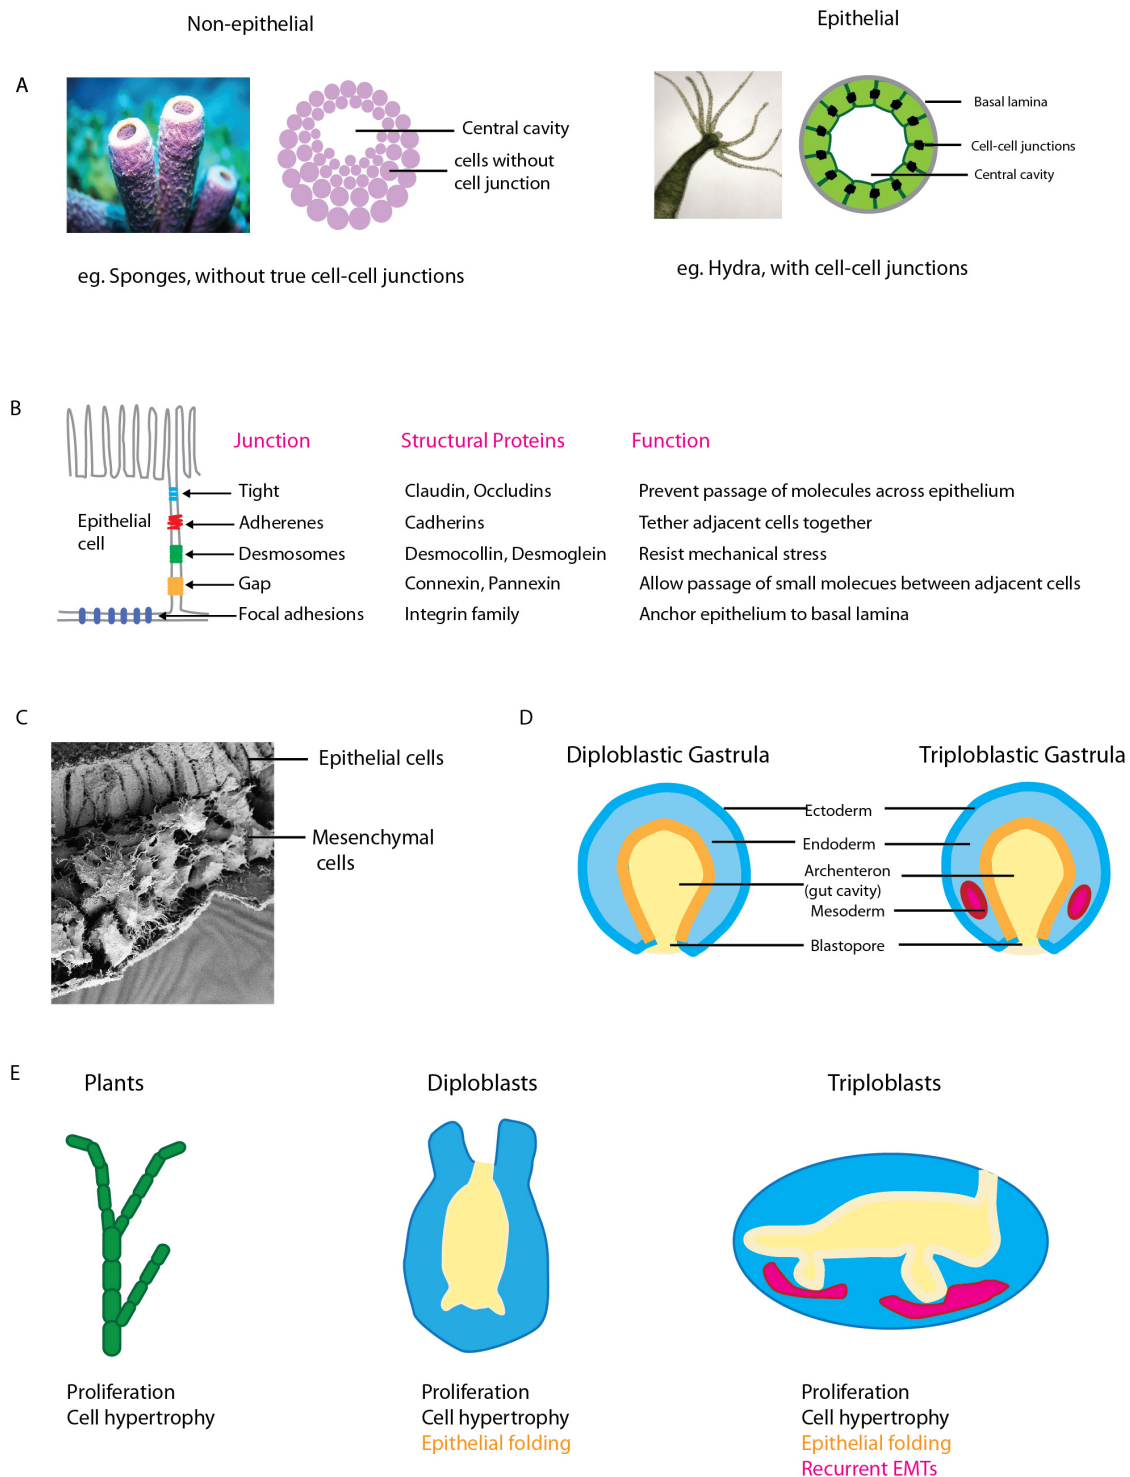 Non-epithelial
Epithelial
A
Central cavity
cells without
cell junction
Basal lamina
Cell-cell junctions
Central cavity
eg. Sponges, without true cell-cell junctions
eg. Hydra, with cell-cell junctions
B
Junction Structural Proteins Function
Tight Claudin, Occludins Prevent passage of molecules across epithelium
Epithelial
cell
Adherenes Cadherins Tether adjacent cells together
Desmosomes Desmocollin, Desmoglein Resist mechanical stress
Gap Connexin, Pannexin Allow passage of small molecues between adjacent cells
Focal adhesions Integrin family Anchor epithelium to basal lamina
C
Epithelial cells
Mesenchymal
cells
D
Diploblastic Gastrula Triploblastic Gastrula
Ectoderm
Endoderm
Archenteron
(gut cavity)
Mesoderm
Blastopore
E
Plants Diploblasts Triploblasts
Proliferation
Cell hypertrophy
Proliferation
Cell hypertrophy
Epithelial folding
Proliferation
Cell hypertrophy
Epithelial folding
Recurrent EMTs